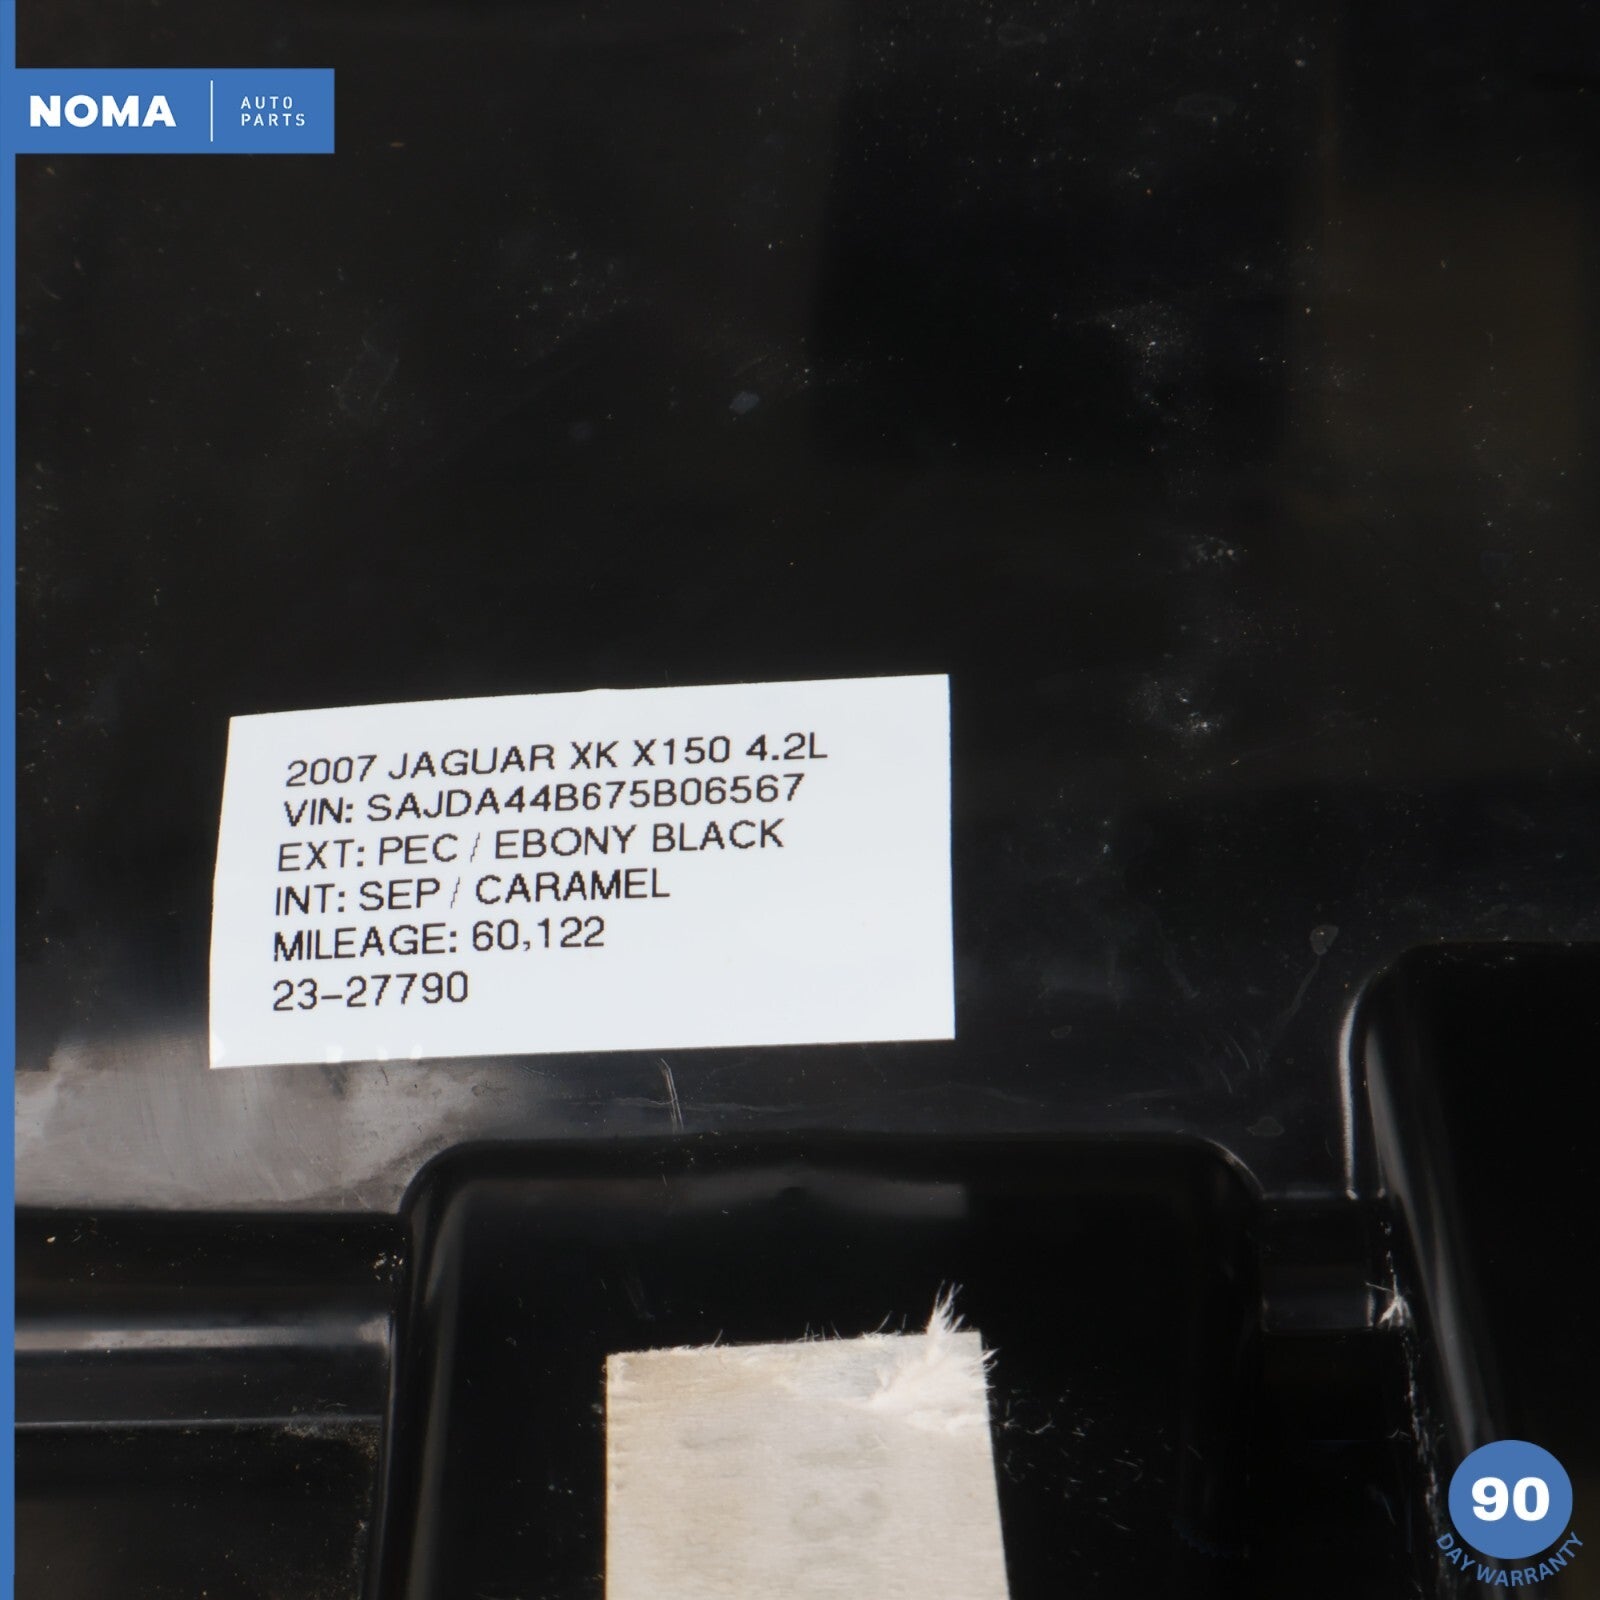 NOMA
AUTO
PARTS
2007 JAGUAR XK X150 4.2L
VIN: SAJDA44B675B06567
EXT: PEC / EBONY BLACK
INT: SEP / CARAMEL
MILEAGE: 60,122
23-27790
90
DAY WARRANTY